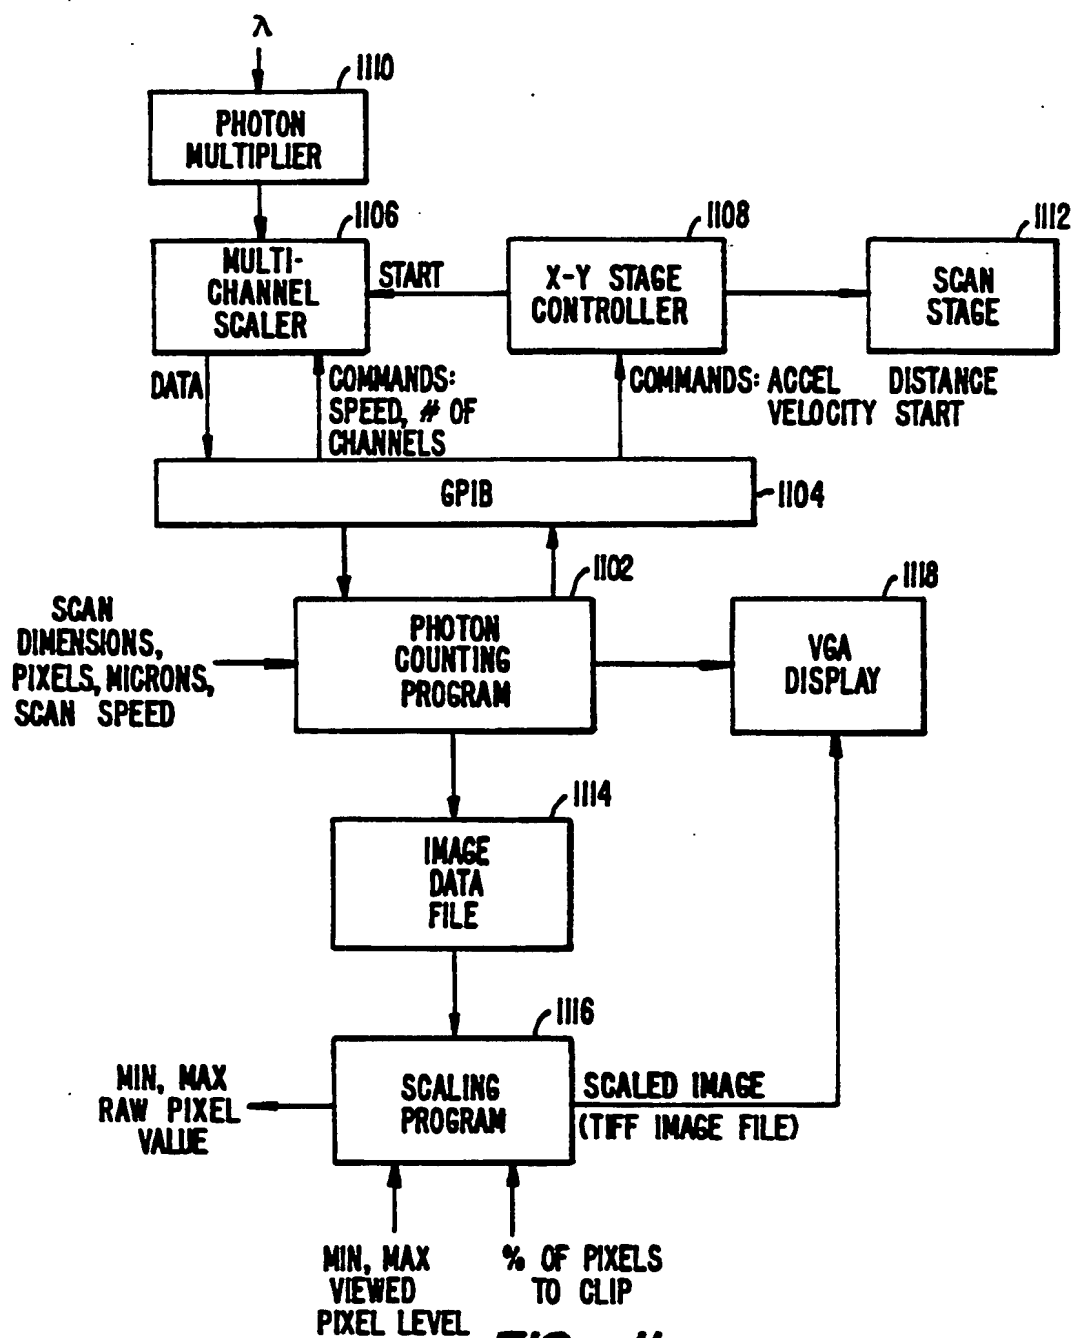 λ
1110
PHOTON
MULTIPLIER
1106
MULTI-
CHANNEL
SCALER
START
1108
X-Y STAGE
CONTROLLER
1112
SCAN
STAGE
DATA
COMMANDS:
SPEED, # OF
CHANNELS
COMMANDS: ACCEL DISTANCE
VELOCITY START
GPIB
1104
1102
SCAN
DIMENSIONS,
PIXELS, MICRONS,
SCAN SPEED
PHOTON
COUNTING
PROGRAM
1118
VGA
DISPLAY
1114
IMAGE
DATA
FILE
1116
MIN, MAX
RAW PIXEL
VALUE
SCALING
PROGRAM
SCALED IMAGE
(TIFF IMAGE FILE)
MIN, MAX
VIEWED
PIXEL LEVEL
% OF PIXELS
TO CLIP